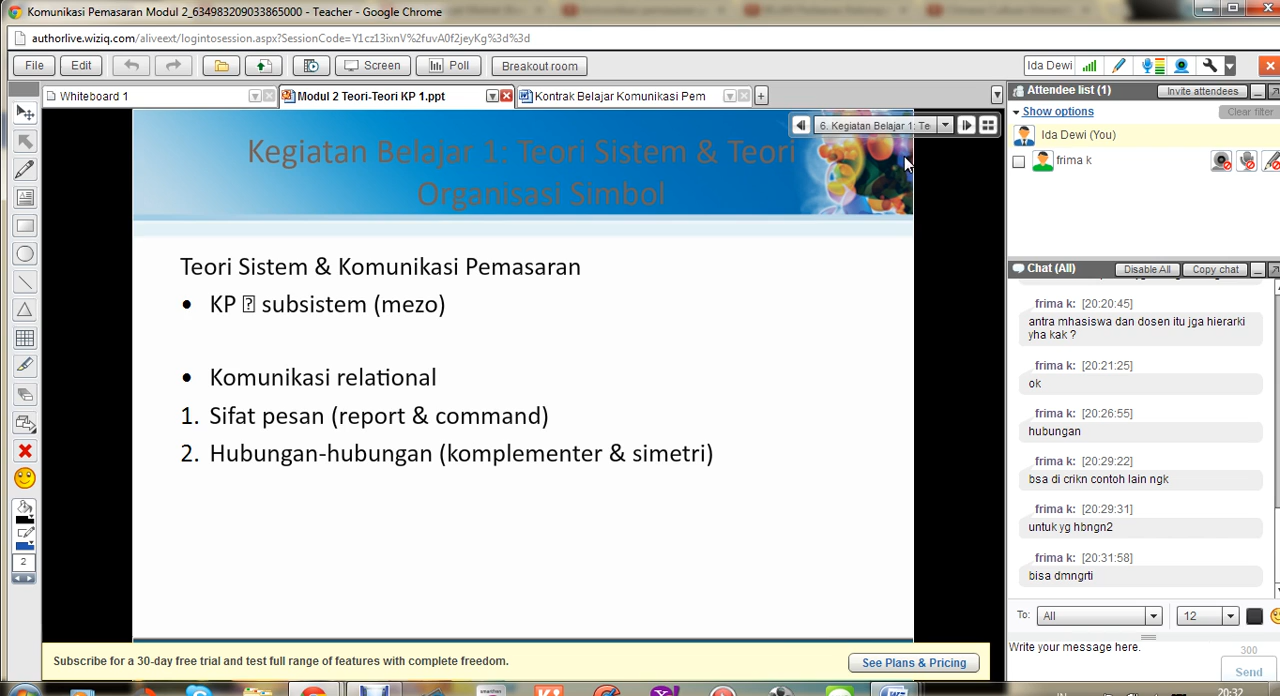 Komunikasi Pemasaran Modul 2_634983209033865000 - Teacher - Google Chrome
authorlive.wiziq.com/aliveext/logintosession.aspx?SessionCode=Y1cz13ixnV%2fuvA0f2jeyKg%3d%3d
File Edit Screen Poll Breakout room Ida Dewi
Whiteboard 1 Modul 2 Teori-Teori KP 1.ppt Kontrak Belajar Komunikasi Pem
6. Kegiatan Belajar 1: Te
Kegiatan Belajar 1: Teori Sistem & Teori
Organisasi Simbol
Teori Sistem & Komunikasi Pemasaran
• KP ? subsistem (mezo)
• Komunikasi relational
1. Sifat pesan (report & command)
2. Hubungan-hubungan (komplementer & simetri)
2
Subscribe for a 30-day free trial and test full range of features with complete freedom.
See Plans & Pricing
Attendee list (1) Invite attendees
Show options Clear filter
Ida Dewi (You)
frima k
Chat (All) Disable All Copy chat
frima k: [20:20:45]
antra mhasiswa dan dosen itu jga hierarki
yha kak ?
frima k: [20:21:25]
ok
frima k: [20:26:55]
hubungan
frima k: [20:29:22]
bsa di crikn contoh lain ngk
frima k: [20:29:31]
untuk yg hbngn2
frima k: [20:31:58]
bisa dmngrti
To: All 12
Write your message here.
300
Send
20:32